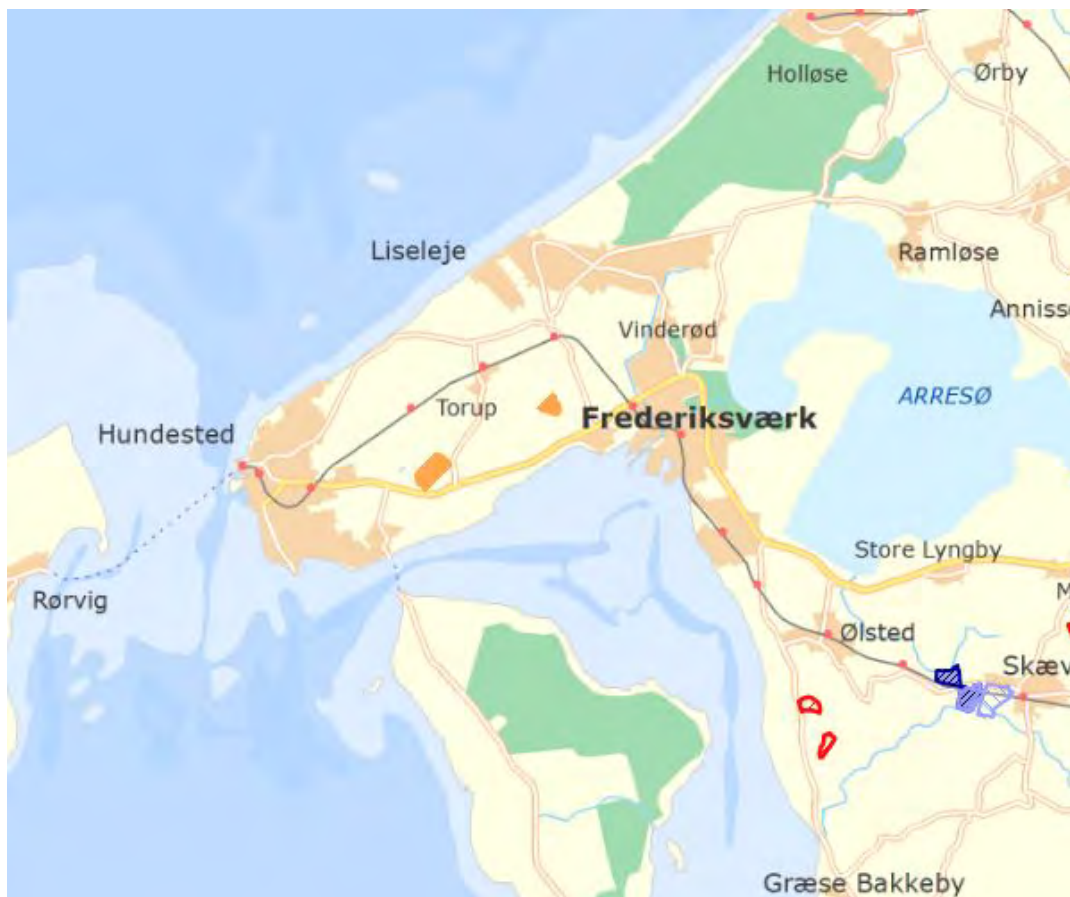 Holløse
Ørby
Liseleje
Ramløse
Anniss
Vinderød
ARRESØ
Torup
Frederiksværk
Hundested
Store Lyngby
Rørvig
M
Ølsted
Skæv
Græse Bakkeby